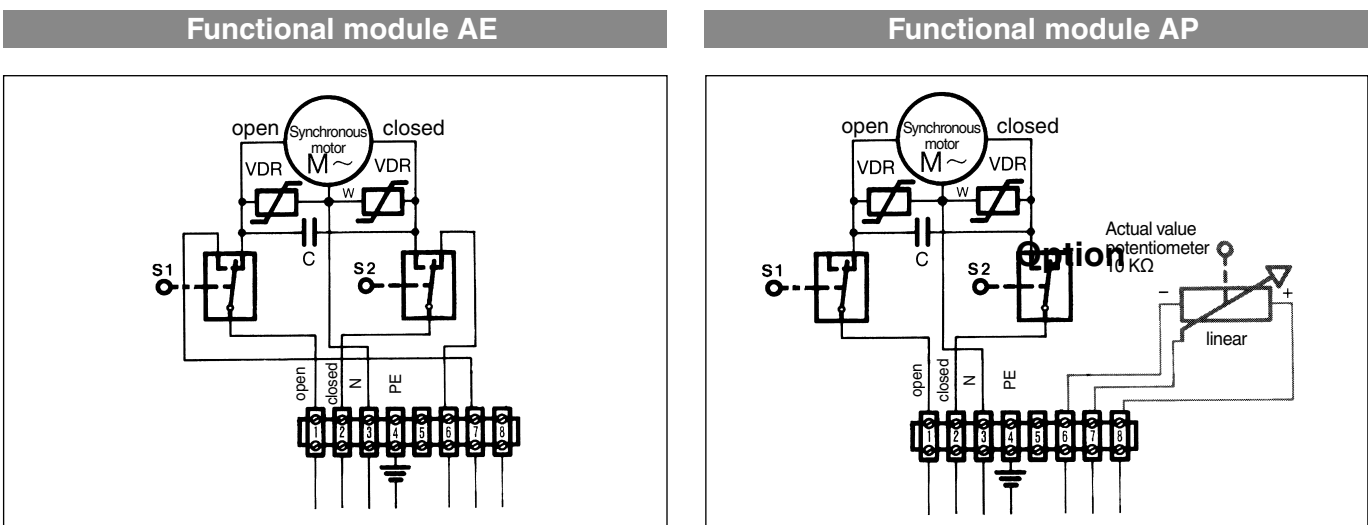 Functional module AE
open
Synchronous
motor
M ~
closed
VDR
W
VDR
C
S1
S2
open
closed
N
PE
1 2 3 4 5 6 7 8
Functional module AP
open
Synchronous
motor
M ~
closed
VDR
W
VDR
C
S1
S2
Option
Actual value
potentiometer
10 KΩ
–
+
linear
open
closed
N
PE
1 2 3 4 5 6 7 8